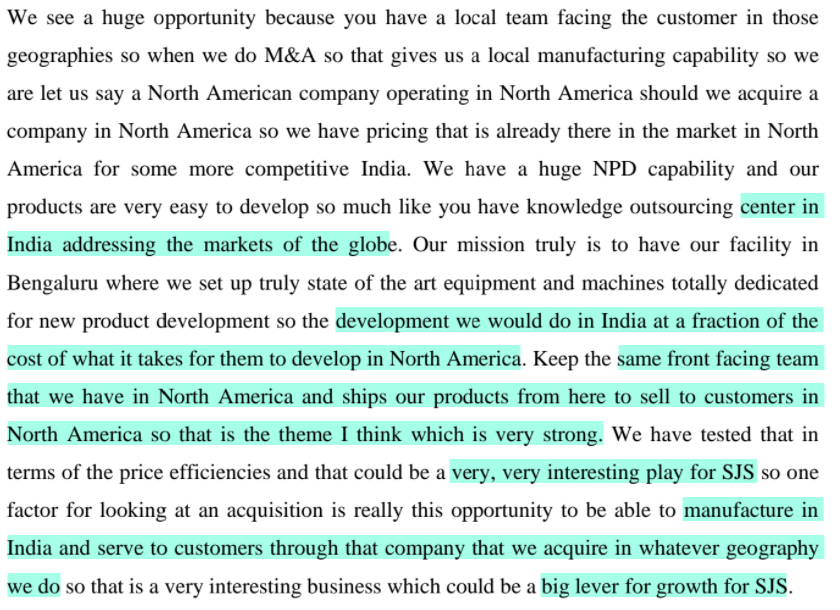 We see a huge opportunity because you have a local team facing the customer in those
geographies so when we do M&A so that gives us a local manufacturing capability so we
are let us say a North American company operating in North America should we acquire a
company in North America so we have pricing that is already there in the market in North
America for some more competitive India. We have a huge NPD capability and our
products are very easy to develop so much like you have knowledge outsourcing center in
India addressing the markets of the globe. Our mission truly is to have our facility in
Bengaluru where we set up truly state of the art equipment and machines totally dedicated
for new product development so the development we would do in India at a fraction of the
cost of what it takes for them to develop in North America. Keep the same front facing team
that we have in North America and ships our products from here to sell to customers in
North America so that is the theme I think which is very strong. We have tested that in
terms of the price efficiencies and that could be a very, very interesting play for SJS so one
factor for looking at an acquisition is really this opportunity to be able to manufacture in
India and serve to customers through that company that we acquire in whatever geography
we do so that is a very interesting business which could be a big lever for growth for SJS.